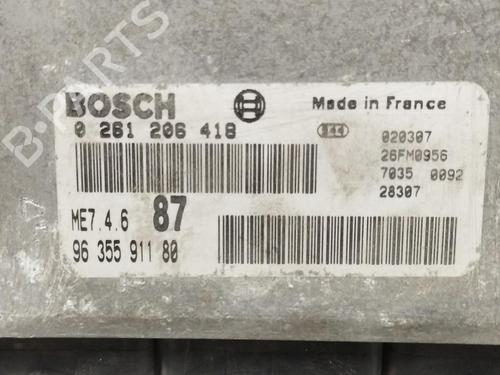 BOSCH
Made in France
0 261 206 418
020307
26FM0956
7035 0092
28307
ME7.4.6 87
96 355 911 80
B-Parts